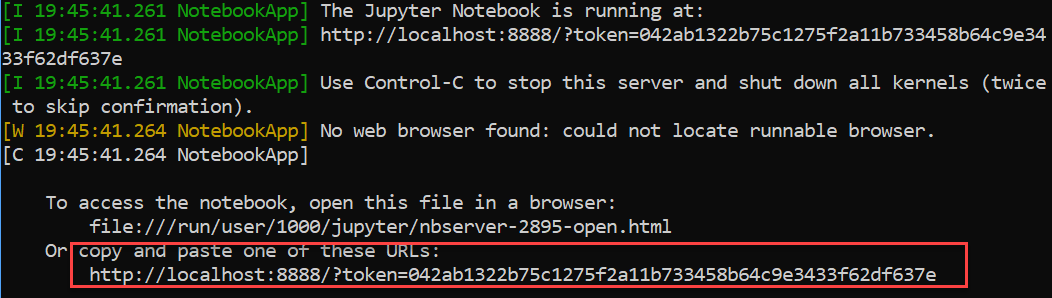 [I 19:45:41.261 NotebookApp] The Jupyter Notebook is running at:
[I 19:45:41.261 NotebookApp] http://localhost:8888/?token=042ab1322b75c1275f2a11b733458b64c9e34
33f62df637e
[I 19:45:41.261 NotebookApp] Use Control-C to stop this server and shut down all kernels (twice
to skip confirmation).
[W 19:45:41.264 NotebookApp] No web browser found: could not locate runnable browser.
[C 19:45:41.264 NotebookApp]
To access the notebook, open this file in a browser:
file:///run/user/1000/jupyter/nbserver-2895-open.html
Or copy and paste one of these URLs:
http://localhost:8888/?token=042ab1322b75c1275f2a11b733458b64c9e3433f62df637e